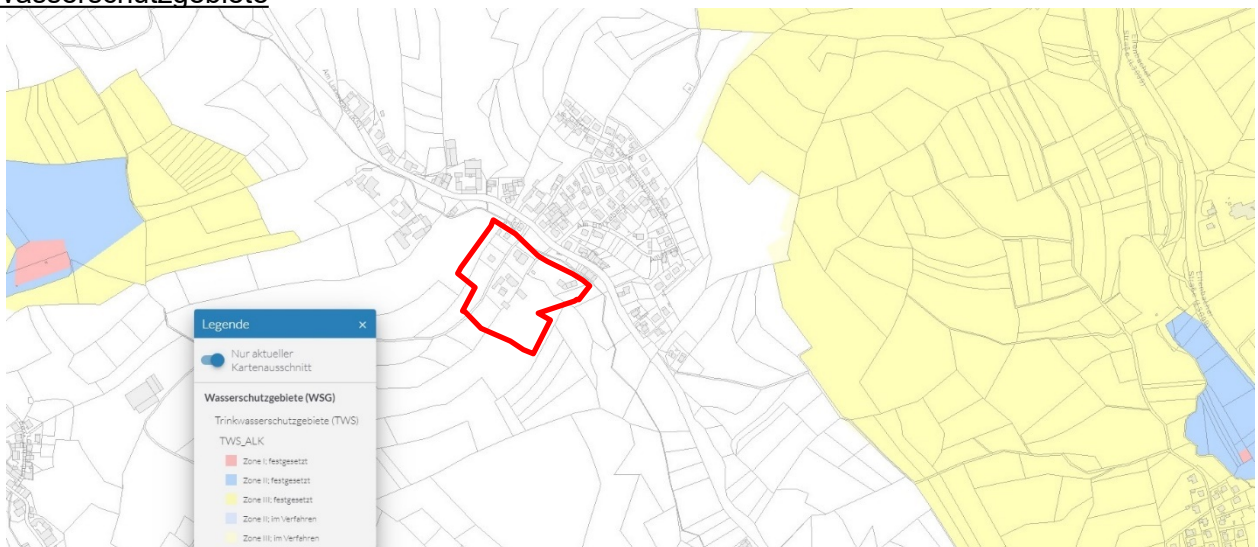 Wasserschutzgebiete
Legende ×
Nur aktueller
Kartenausschnitt
Wasserschutzgebiete (WSG)
Trinkwasserschutzgebiete (TWS)
TWS_ALK
Zone I; festgesetzt
Zone II; festgesetzt
Zone III; festgesetzt
Zone II; im Verfahren
Zone III; im Verfahren